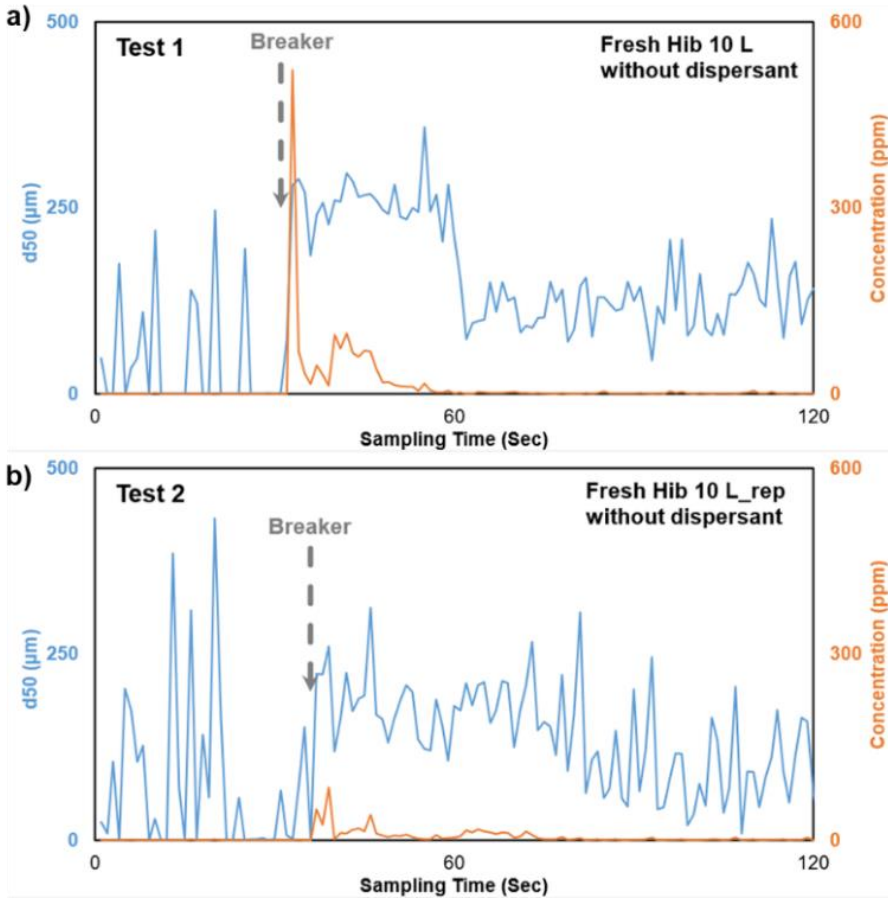 a)
500
600
Test 1
Breaker
Fresh Hib 10 L
without dispersant
d50 (µm)
250
300
Concentration (ppm)
0
0
0
60
120
Sampling Time (Sec)
b)
500
600
Test 2
Breaker
Fresh Hib 10 L_rep
without dispersant
d50 (µm)
250
300
Concentration (ppm)
0
0
0
60
120
Sampling Time (Sec)